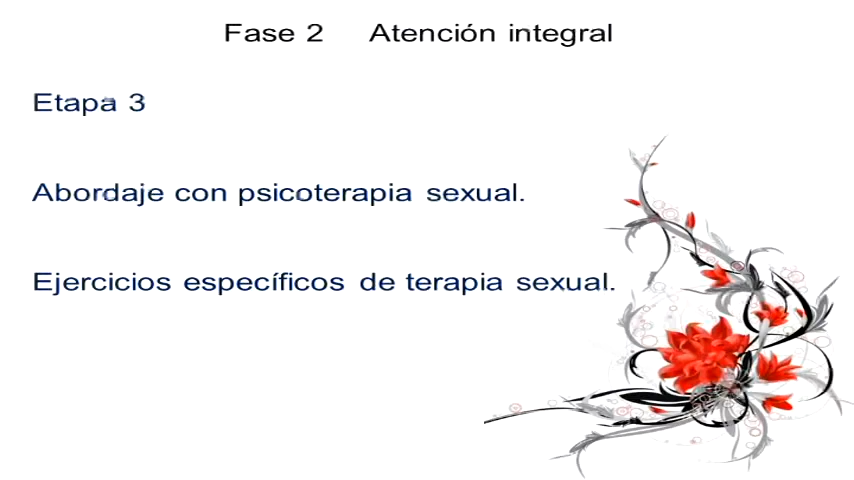 Fase 2 Atención integral
Etapa 3
Abordaje con psicoterapia sexual.
Ejercicios específicos de terapia sexual.